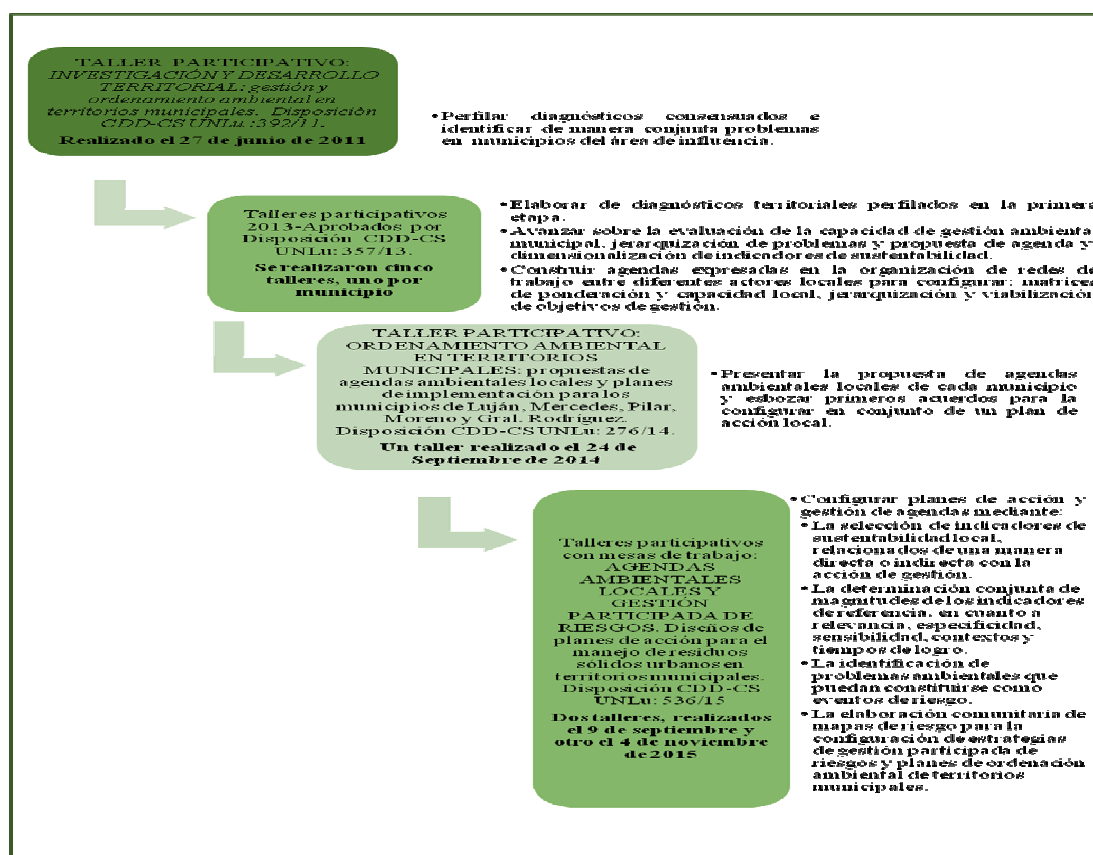 TALLER PARTICIPATIVO:
INVESTIGACIÓN Y DESARROLLO
TERRITORIAL: gestión y
ordenamiento ambiental en
territorios municipales. Disposición
CDD-CS UNLu :392/11.
Realizado el 27 de junio de 2011
• Perfilar diagnósticos consensuados e
identificar de manera conjunta problemas
en municipios del área de influencia.
Talleres participativos
2013-Aprobados por
Disposición CDD-CS
UNLu: 357/13.
Se realizaron cinco
talleres, uno por
municipio
• Elaborar de diagnósticos territoriales perfilados en la primera
etapa.
• Avanzar sobre la evaluación de la capacidad de gestión ambienta
municipal, jerarquización de problemas y propuesta de agenda y
dimensionalización de indicadores de sustentabilidad.
• Construir agendas expresadas en la organización de redes de
trabajo entre diferentes actores locales para configurar: matrices
de ponderación y capacidad local, jerarquización y viabilización
de objetivos de gestión.
TALLER PARTICIPATIVO:
ORDENAMIENTO AMBIENTAL
EN TERRITORIOS
MUNICIPALES: propuestas de
agendas ambientales locales y planes
de implementación para los
municipios de Luján, Mercedes, Pilar,
Moreno y Gral. Rodríguez.
Disposición CDD-CS UNLu: 276/14.
Un taller realizado el 24 de
Septiembre de 2014
• Presentar la propuesta de agendas
ambientales locales de cada municipio
y esbozar primeros acuerdos para la
configurar en conjunto de un plan de
acción local.
Talleres participativos
con mesas de trabajo:
AGENDAS
AMBIENTALES
LOCALES Y
GESTIÓN
PARTICIPADA DE
RIESGOS. Diseños de
planes de acción para el
manejo de residuos
sólidos urbanos en
territorios municipales.
Disposición CDD-CS
UNLu: 536/15
Dos talleres, realizados
el 9 de septiembre y
otro el 4 de noviembre
de 2015
• Configurar planes de acción y
gestión de agendas mediante:
• La selección de indicadores de
sustentabilidad local,
relacionados de una manera
directa o indirecta con la
acción de gestión.
• La determinación conjunta de
magnitudes de los indicadores
de referencia, en cuanto a
relevancia, especificidad,
sensibilidad, contextos y
tiempos de logro.
• La identificación de
problemas ambientales que
puedan constituirse como
eventos de riesgo.
• La elaboración comunitaria de
mapas de riesgo para la
configuración de estrategias
de gestión participada de
riesgos y planes de ordenación
ambiental de territorios
municipales.